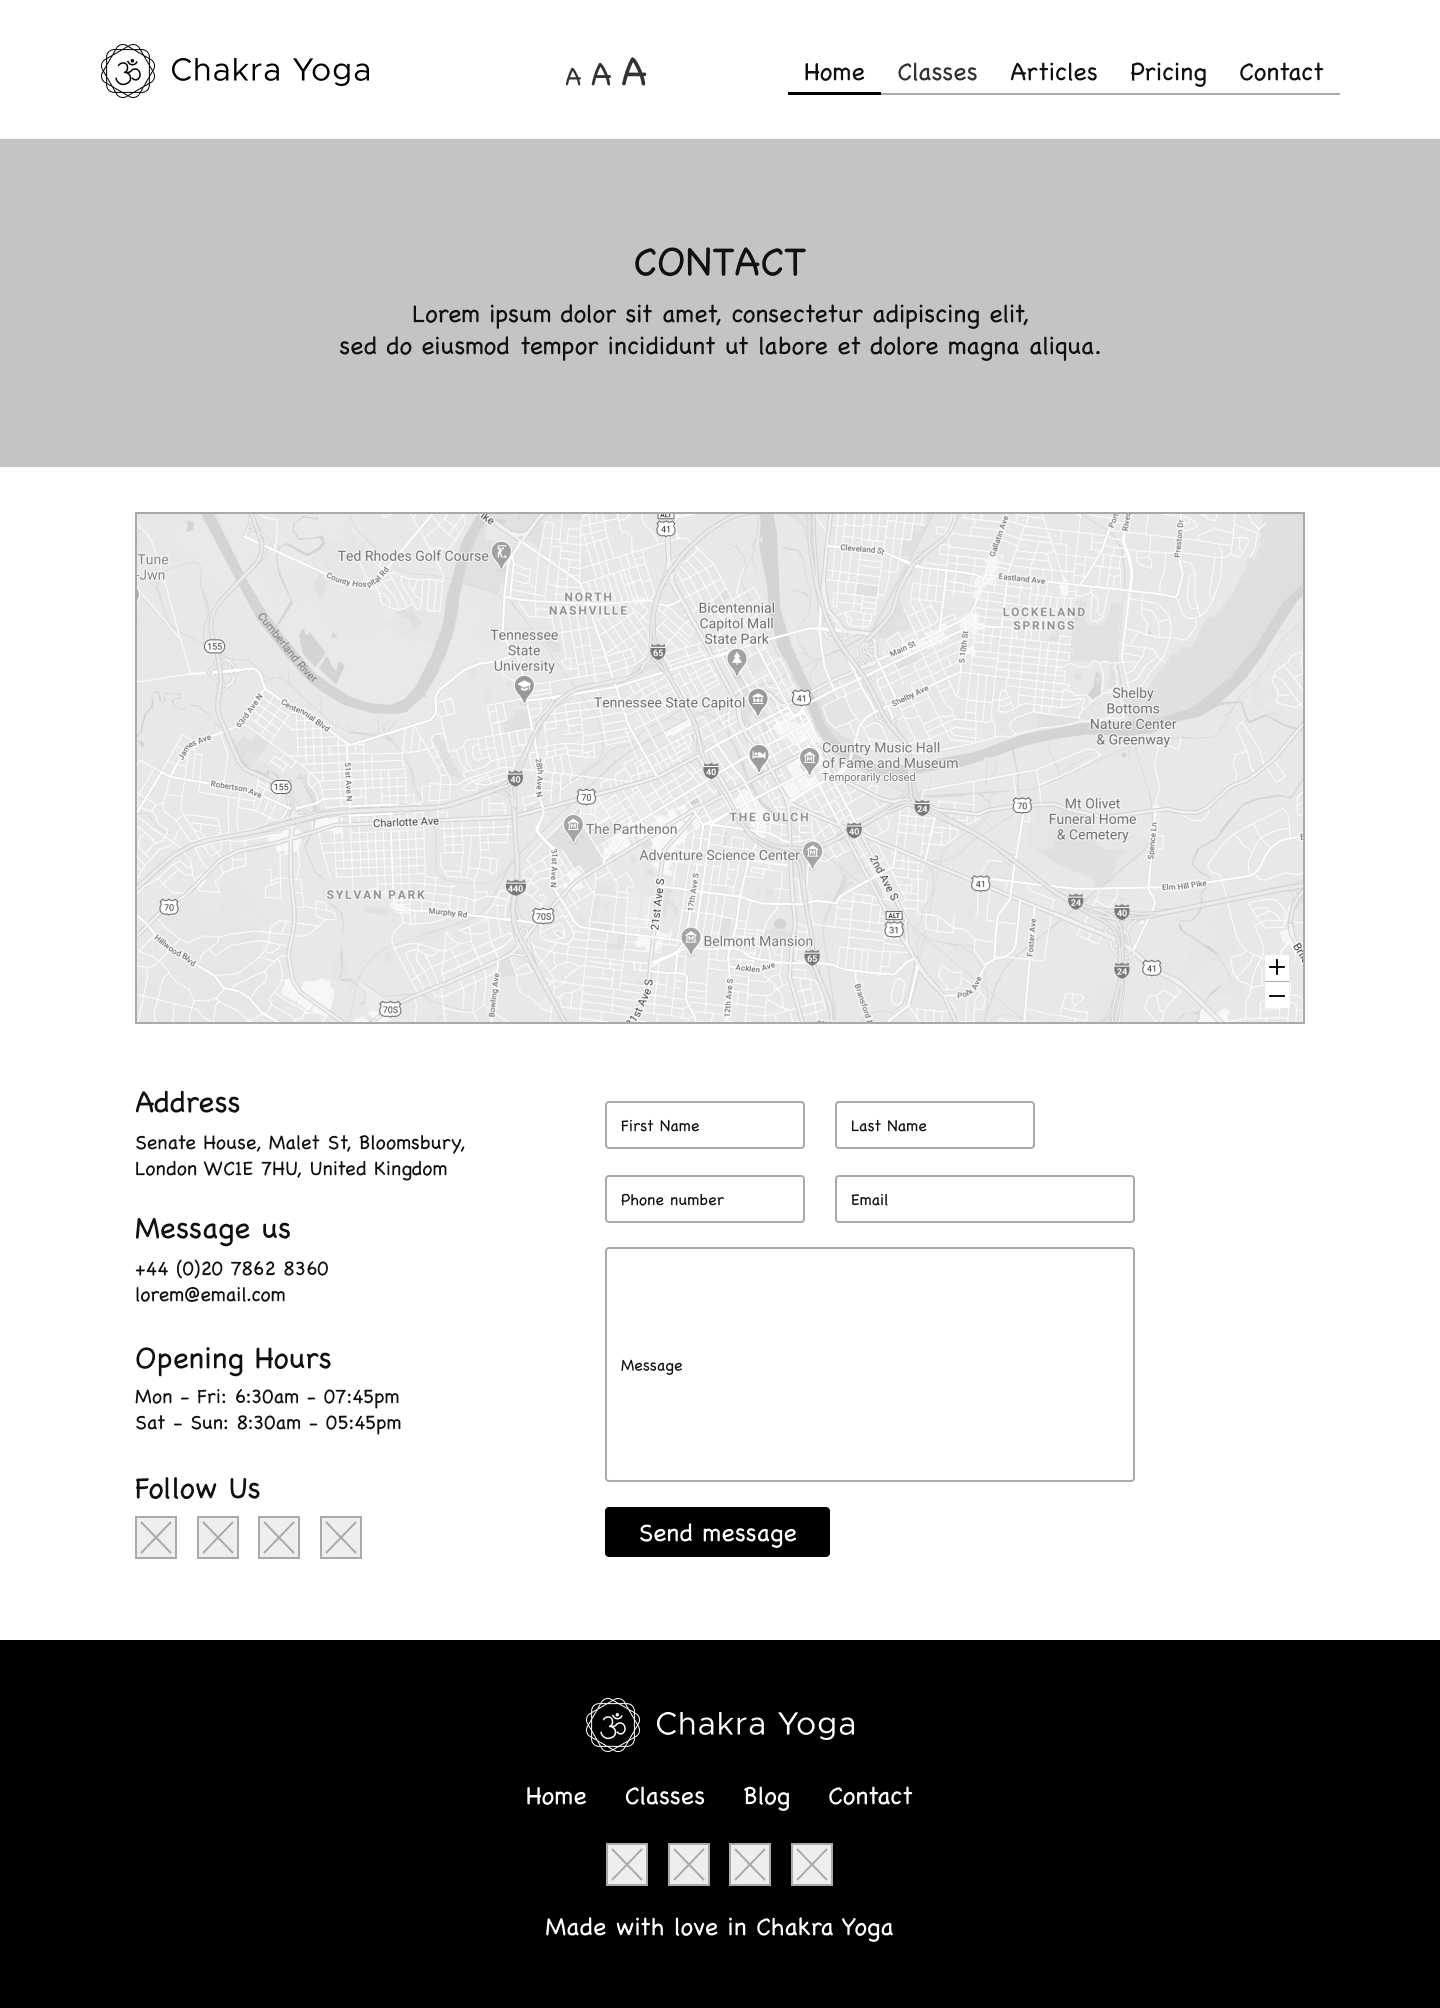 ॐ Chakra Yoga
A A A
Home Classes Articles Pricing Contact
CONTACT
Lorem ipsum dolor sit amet, consectetur adipiscing elit,
sed do eiusmod tempor incididunt ut labore et dolore magna aliqua.
ike
ALT
41
Cleveland St
Gallatin Ave
Preston Dr
Tune
-Jwn
Ted Rhodes Golf Course
County Hospital Rd
Eastland Ave
NORTH
NASHVILLE
Bicentennial
Capitol Mall
State Park
LOCKELAND
SPRINGS
Cumberland River
Tennessee
State
University
155
65
Main St
S 10th St
Tennessee State Capitol
41
Shelby Ave
Shelby
Bottoms
Nature Center
& Greenway
63rd Ave N
Centennial Blvd
James Ave
Country Music Hall
of Fame and Museum
Temporarily closed
51st Ave N
28th Ave N
40
40
Robertson Ave
155
70
24
70
Mt Olivet
Funeral Home
& Cemetery
Charlotte Ave
The Parthenon
THE GULCH
40
Spence Ln
Adventure Science Center
31st Ave N
2nd Ave S
SYLVAN PARK
440
21st Ave S
17th Ave S
41
Elm Hill Pike
70
Murphy Rd
70S
ALT
31
24
40
Hillwood Blvd
Belmont Mansion
65
Foster Ave
Acklen Ave
24
41
+
70S
Bowling Ave
21st Ave S
12th Ave S
Bransford A
Polk Ave
−
Address
Senate House, Malet St, Bloomsbury,
London WC1E 7HU, United Kingdom
Message us
+44 (0)20 7862 8360
lorem@email.com
Opening Hours
Mon - Fri: 6:30am - 07:45pm
Sat - Sun: 8:30am - 05:45pm
Follow Us
First Name Last Name
Phone number Email
Message
Send message
ॐ Chakra Yoga
Home Classes Blog Contact
Made with love in Chakra Yoga